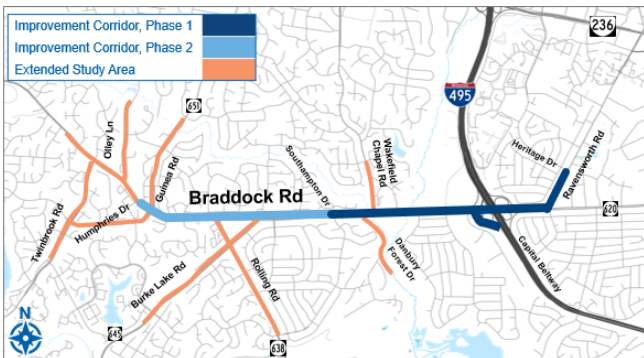 Improvement Corridor, Phase 1
Improvement Corridor, Phase 2
Extended Study Area
236
495
651
Olley Ln
Guinea Rd
Southampton Dr
Wakefield
Chapel Rd
Heritage Dr
Ravensworth Rd
Braddock Rd
620
Twinbrook Rd
Humphries Dr
Burke Lake Rd
Rolling Rd
Danbury
Forest Dr
Capital Beltway
N
645
638